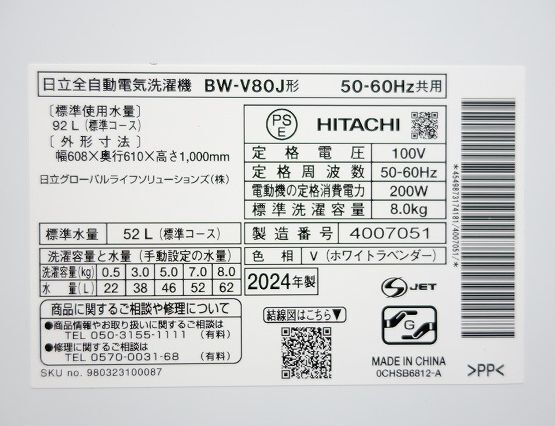 日立全自動電気洗濯機 BW-V80J形 50-60Hz共用
〔標準使用水量〕
92L(標準コース)
〔外形寸法〕
幅608×奥行610×高さ1,000mm
日立グローバルライフソリューションズ(株)
PS
E
HITACHI
定格電圧 100V
定格周波数 50-60Hz
電動機の定格消費電力 200W
標準洗濯容量 8.0kg
標準水量 52L(標準コース)
製造番号 4007051
洗濯容量と水量(手動設定の水量)
洗濯容量(kg) 0.5 3.0 5.0 7.0 8.0
水量(L) 22 38 46 52 62
色相 V(ホワイトラベンダー)
2024年製
S JET
商品に関するご相談や修理について
●商品情報やお取り扱いに関するご相談は
TEL 050-3155-1111 (有料)
●修理に関するご相談は
TEL 0570-0031-68 (有料)
SKU no. 980323100087
結線図はこちら▼
G
MADE IN CHINA
0CHSB6812-A
>PP<
*4549873174181/4007051/*